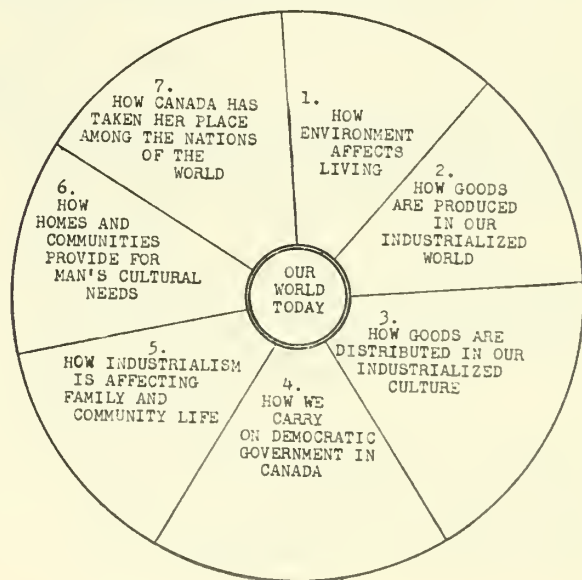 OUR
WORLD
TODAY
1.
HOW
ENVIRONMENT
AFFECTS
LIVING
2.
HOW GOODS
ARE PRODUCED
IN OUR
INDUSTRIALIZED
WORLD
3.
HOW GOODS ARE
DISTRIBUTED IN OUR
INDUSTRIALIZED
CULTURE
4.
HOW WE
CARRY
ON DEMOCRATIC
GOVERNMENT IN
CANADA
5.
HOW INDUSTRIALISM
IS AFFECTING
FAMILY AND
COMMUNITY LIFE
6.
HOW
HOMES AND
COMMUNITIES
PROVIDE FOR
MAN'S CULTURAL
NEEDS
7.
HOW CANADA HAS
TAKEN HER PLACE
AMONG THE NATIONS
OF THE
WORLD